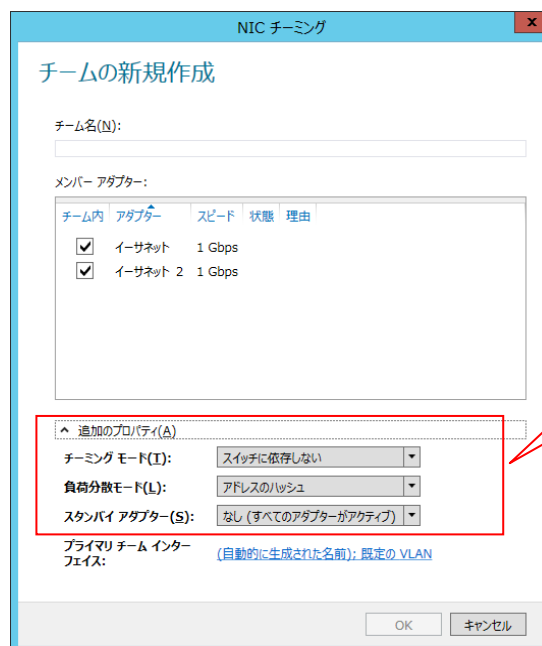 NIC チーミング
x
チームの新規作成
チーム名(N):
メンバー アダプター:
チーム内 アダプター スピード 状態 理由
イーサネット 1 Gbps
イーサネット 2 1 Gbps
追加のプロパティ(A)
チーミング モード(T): スイッチに依存しない
負荷分散モード(L): アドレスのハッシュ
スタンバイ アダプター(S): なし (すべてのアダプターがアクティブ)
プライマリ チーム インター
フェイス:
(自動的に生成された名前); 既定の VLAN
OK キャンセル